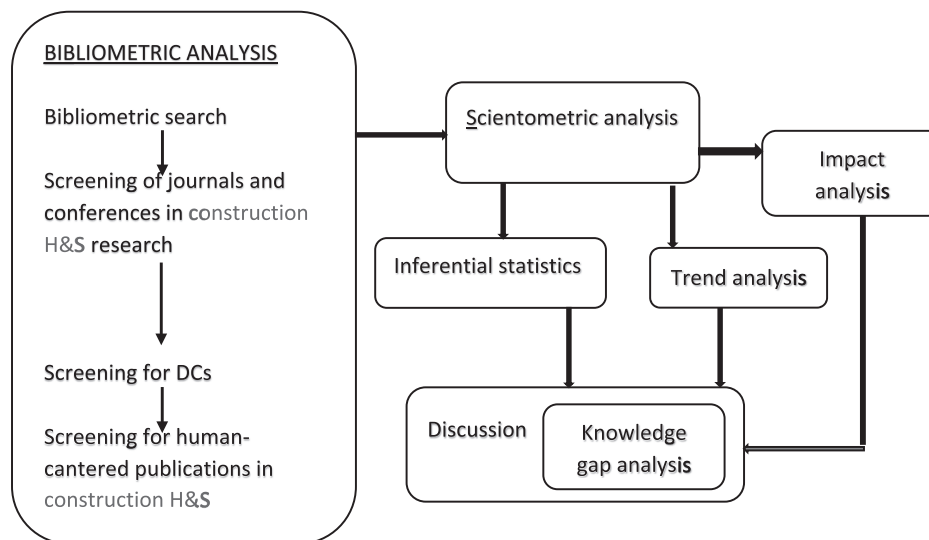 BIBLIOMETRIC ANALYSIS
Bibliometric search
Screening of journals and
conferences in construction
H&S research
Screening for DCs
Screening for human-
cantered publications in
construction H&S
Scientometric analysis
Impact
analysis
Inferential statistics
Trend analysis
Discussion
Knowledge
gap analysis